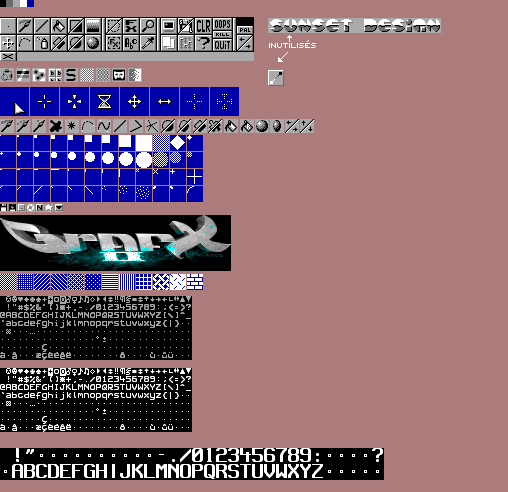 CLR OOPS
KILL
QUIT PAL
SUNSET DESIGN
INUTILISÉS
GRAFX
!"#$%&'()*+,-./0123456789:;<=>?
@ABCDEFGHIJKLMNOPQRSTUVWXYZ[\]^_
`abcdefghijklmnopqrstuvwxyz{|}
!"#$%&'()*+,-./0123456789:;<=>?
@ABCDEFGHIJKLMNOPQRSTUVWXYZ[\]^_
`abcdefghijklmnopqrstuvwxyz{|}
!"··········-./0123456789:····?
·ABCDEFGHIJKLMNOPQRSTUVWXYZ·····